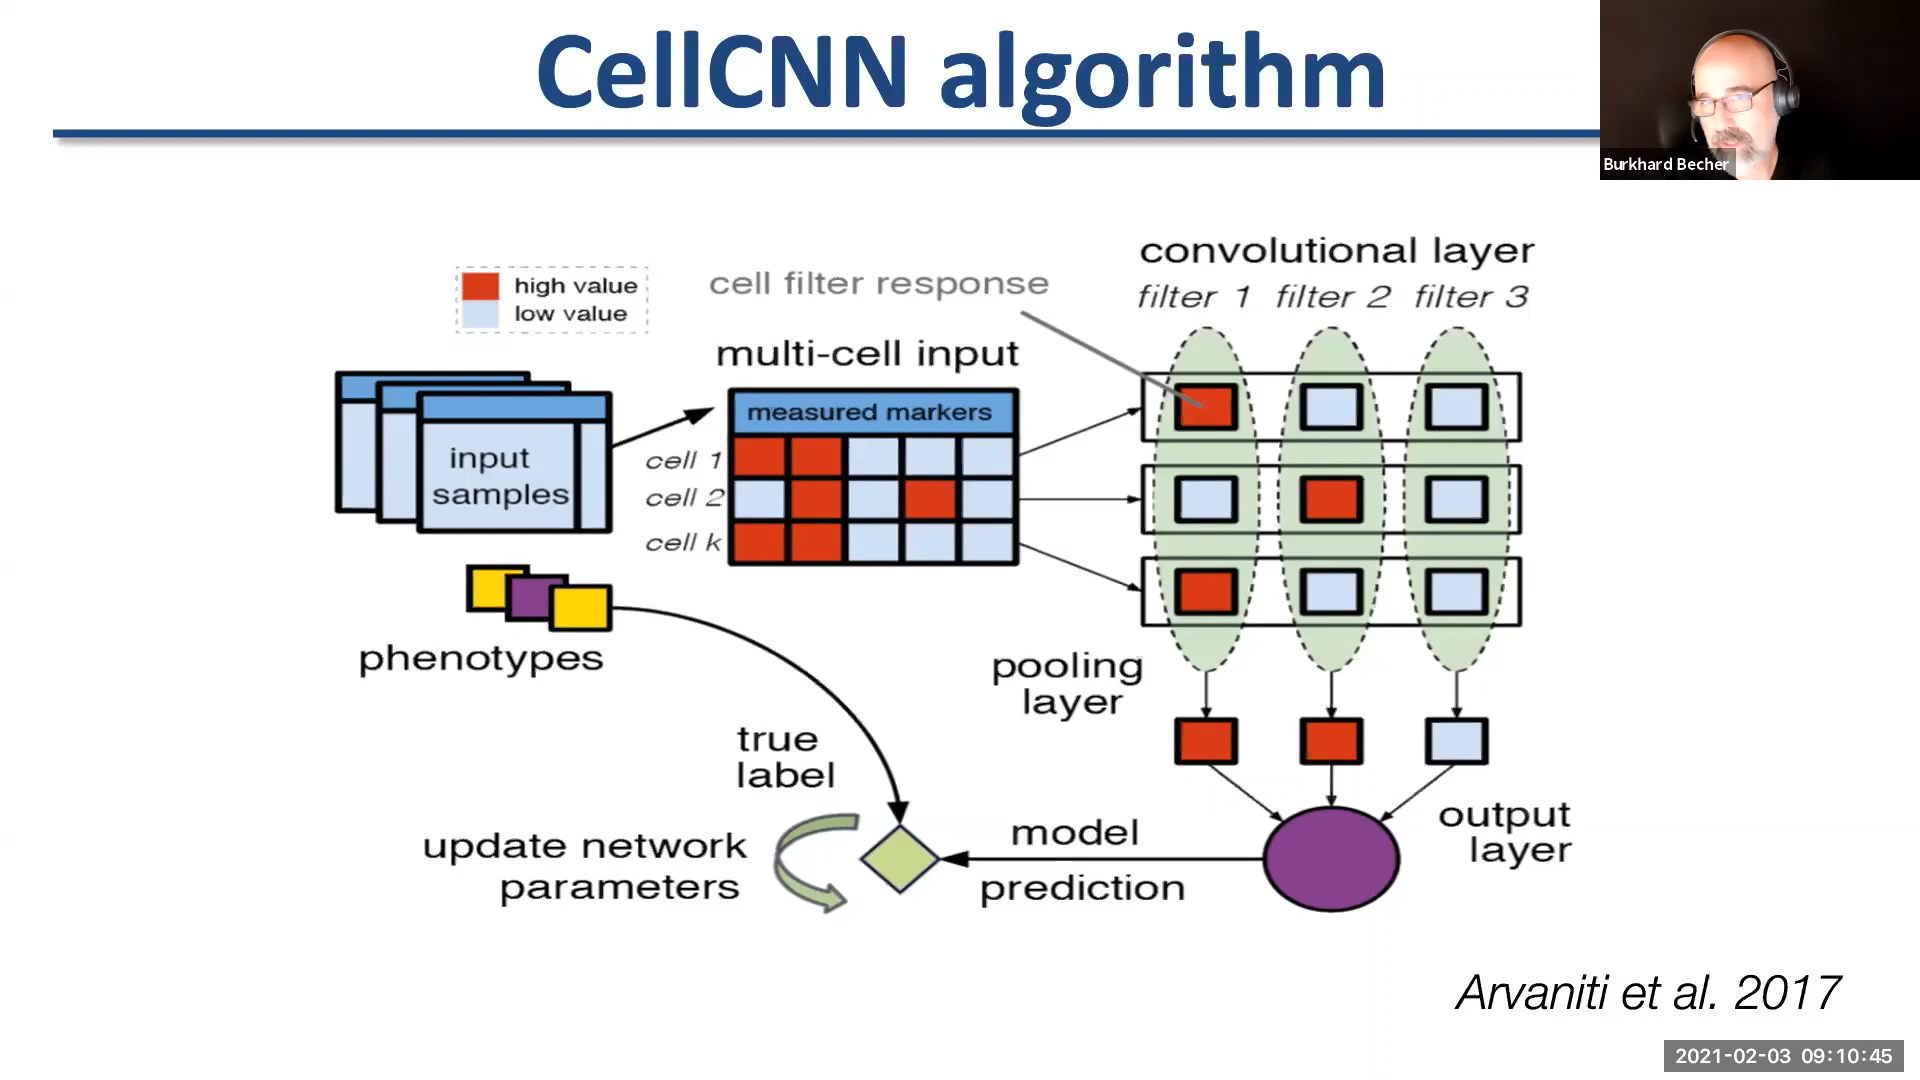 CellCNN algorithm
Burkhard Becher
high value
low value
cell filter response
convolutional layer
filter 1 filter 2 filter 3
multi-cell input
measured markers
input
samples
cell 1
cell 2
cell k
phenotypes
pooling
layer
true
label
update network
parameters
model
prediction
output
layer
Arvaniti et al. 2017
2021-02-03 09:10:45